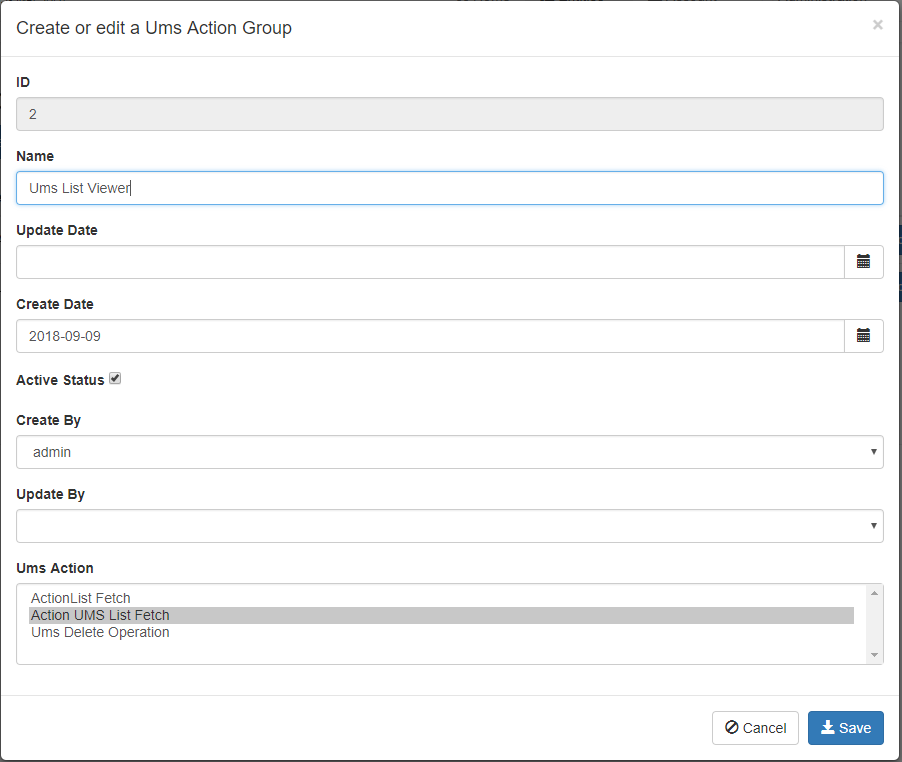 Create or edit a Ums Action Group
×
ID
2
Name
Ums List Viewer
Update Date
Create Date
2018-09-09
Active Status
Create By
admin
Update By
Ums Action
ActionList Fetch
Action UMS List Fetch
Ums Delete Operation
Cancel
Save